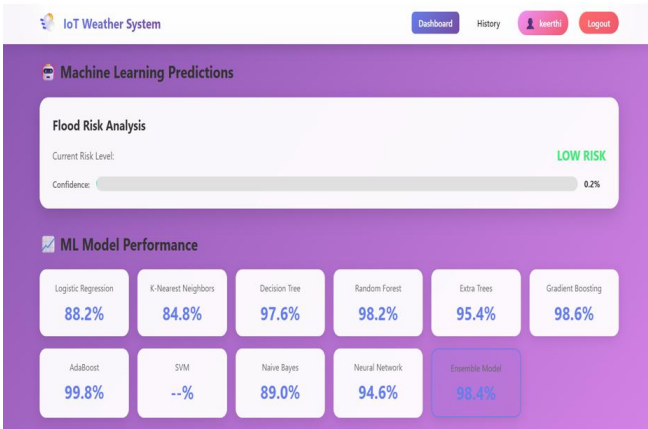 IoT Weather System
Dashboard
History
keerthi
Logout
Machine Learning Predictions
Flood Risk Analysis
Current Risk Level:
LOW RISK
Confidence:
0.2%
ML Model Performance
Logistic Regression
88.2%
K-Nearest Neighbors
84.8%
Decision Tree
97.6%
Random Forest
98.2%
Extra Trees
95.4%
Gradient Boosting
98.6%
AdaBoost
99.8%
SVM
--%
Naive Bayes
89.0%
Neural Network
94.6%
Ensemble Model
98.4%